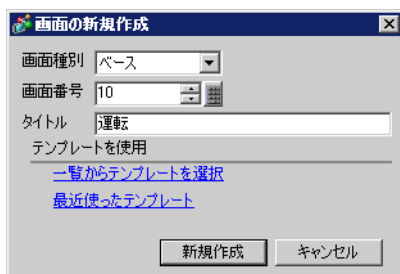 画面の新規作成
画面種別 ベース
画面番号 10
タイトル 運転
テンプレートを使用
一覧からテンプレートを選択
最近使ったテンプレート
新規作成 キャンセル